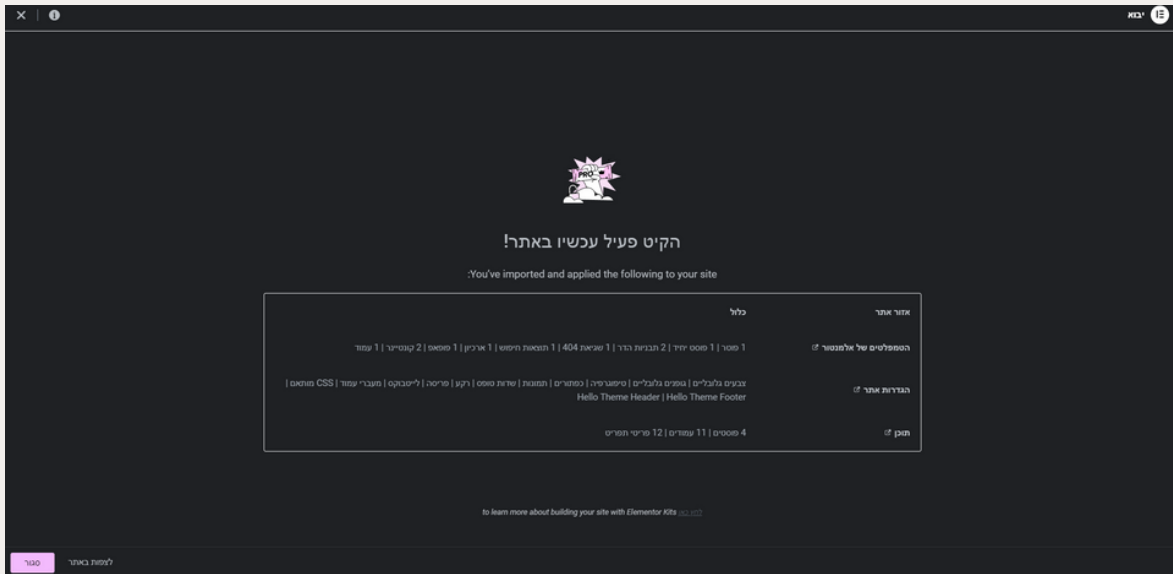 יבוא
הקיט פעיל עכשיו באתר!
You've imported and applied the following to your site:
אזור אתר	כלול
הטמפלטים של אלמנטור	1 פוטר | 1 פוסט יחיד | 2 תבניות הדר | 1 שגיאת 404 | 1 תוצאות חיפוש | 1 ארכיון | 1 פופאפ | 2 קונטיינר | 1 עמוד
הגדרות אתר	צבעים גלובליים | גופנים גלובליים | טיפוגרפיה | כפתורים | תמונות | שדות טופס | רקע | פריסה | לייטבוקס | מעברי עמוד | CSS מותאם |
Hello Theme Header | Hello Theme Footer
תוכן	4 פוסטים | 11 עמודים | 12 פריטי תפריט
to learn more about building your site with Elementor Kits
לצפות באתר
סגור
PRO